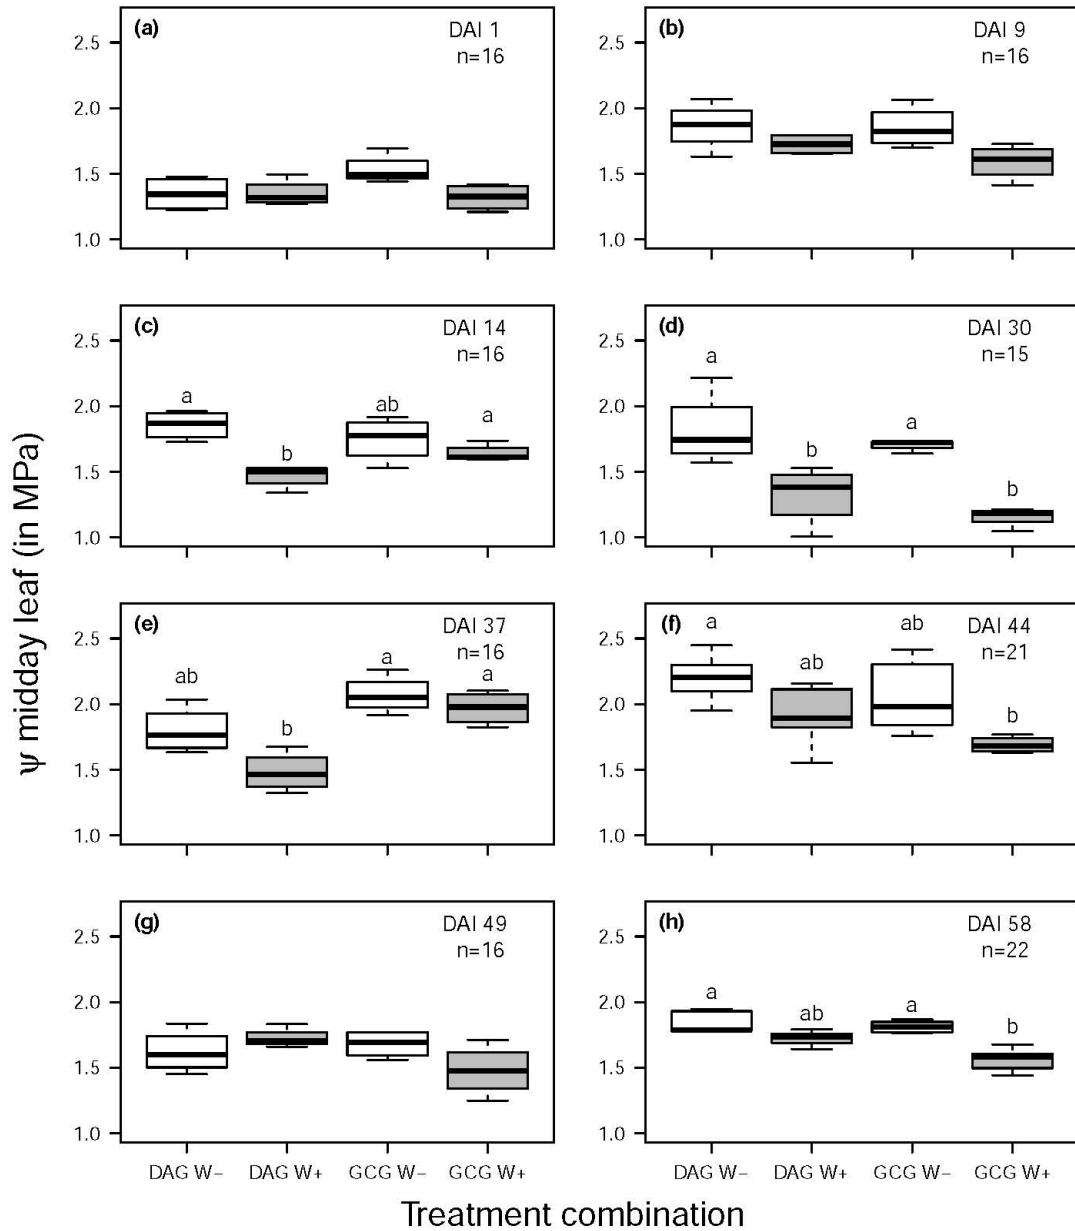 (a) DAI 1
n=16
2.5
2.0
1.5
1.0
(b) DAI 9
n=16
2.5
2.0
1.5
1.0
(c) DAI 14
n=16
2.5
2.0
1.5
1.0
a b ab a
(d) DAI 30
n=15
2.5
2.0
1.5
1.0
a b a b
(e) DAI 37
n=16
2.5
2.0
1.5
1.0
ab b a a
(f) DAI 44
n=21
2.5
2.0
1.5
1.0
a ab ab b
(g) DAI 49
n=16
2.5
2.0
1.5
1.0
DAG W− DAG W+ GCG W− GCG W+
(h) DAI 58
n=22
2.5
2.0
1.5
1.0
a ab a b
DAG W− DAG W+ GCG W− GCG W+
ψ midday leaf (in MPa)
Treatment combination